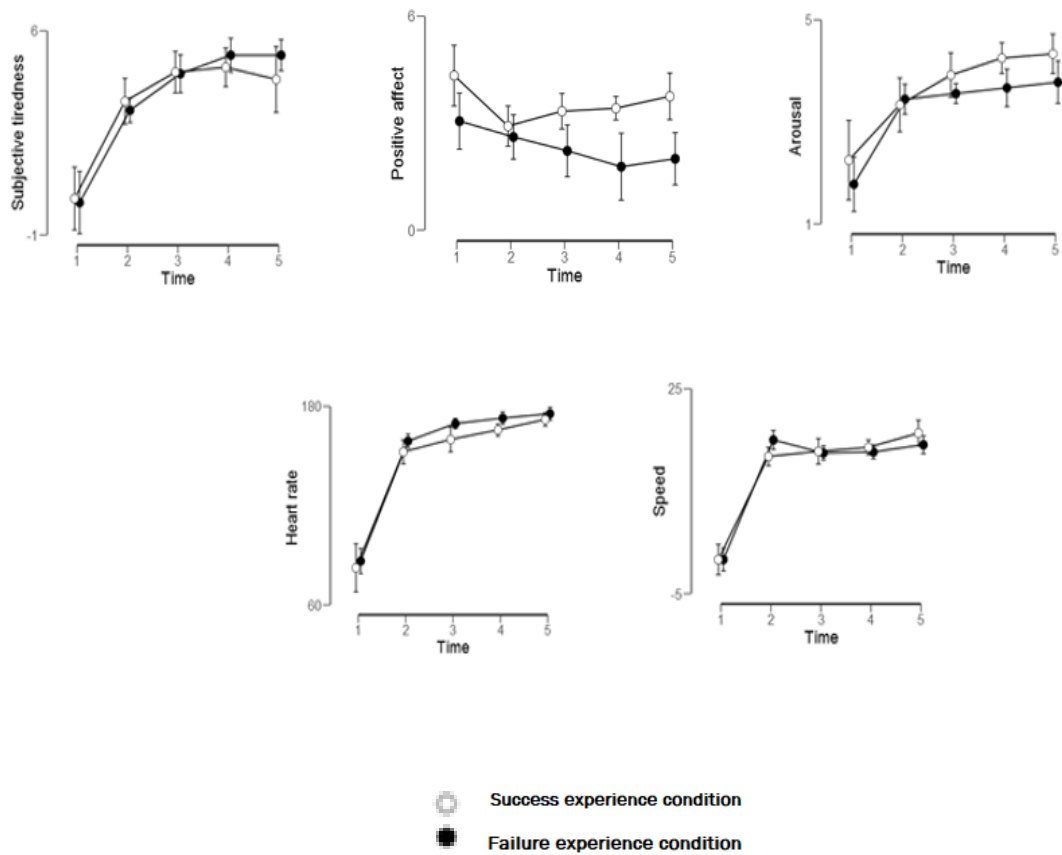 6
Subjective tiredness
-1
1 2 3 4 5
Time
6
Positive affect
0
1 2 3 4 5
Time
5
Arousal
1
1 2 3 4 5
Time
180
Heart rate
60
1 2 3 4 5
Time
25
Speed
-5
1 2 3 4 5
Time
Success experience condition
Failure experience condition